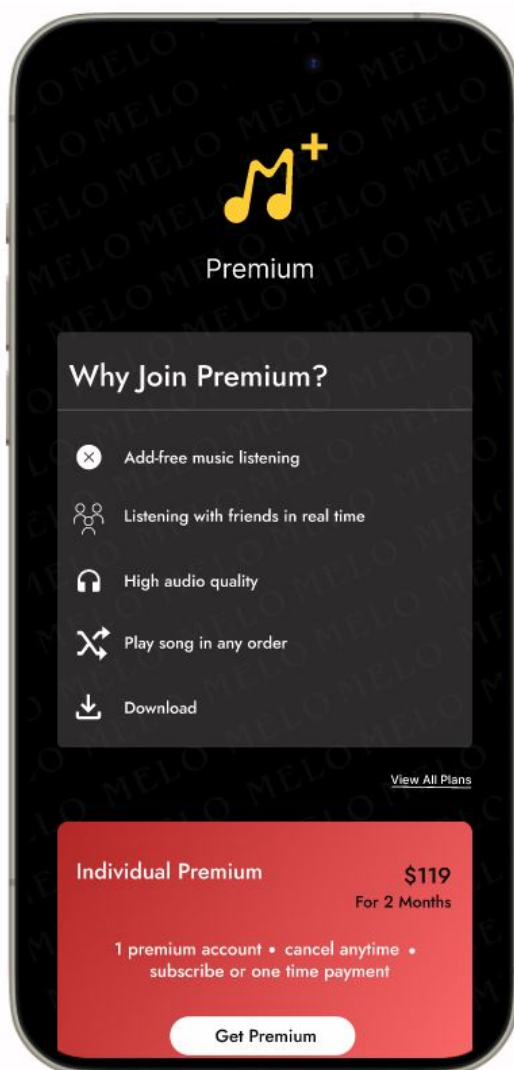 Premium
Why Join Premium?
Add-free music listening
Listening with friends in real time
High audio quality
Play song in any order
Download
View All Plans
Individual Premium
$119
For 2 Months
1 premium account • cancel anytime •
subscribe or one time payment
Get Premium